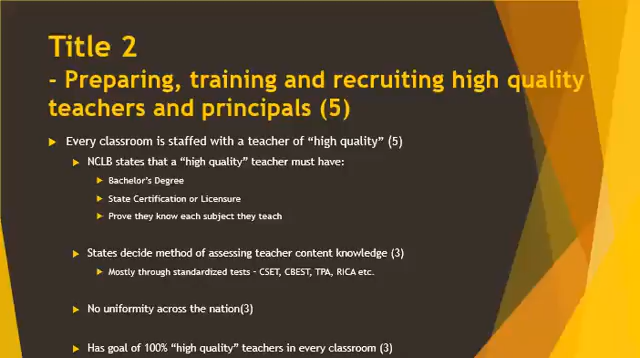 Title 2
- Preparing, training and recruiting high quality
teachers and principals (5)
Every classroom is staffed with a teacher of “high quality” (5)
NCLB states that a “high quality” teacher must have:
Bachelor’s Degree
State Certification or Licensure
Prove they know each subject they teach
States decide method of assessing teacher content knowledge (3)
Mostly through standardized tests – CSET, CBEST, TPA, RICA etc.
No uniformity across the nation(3)
Has goal of 100% “high quality” teachers in every classroom (3)